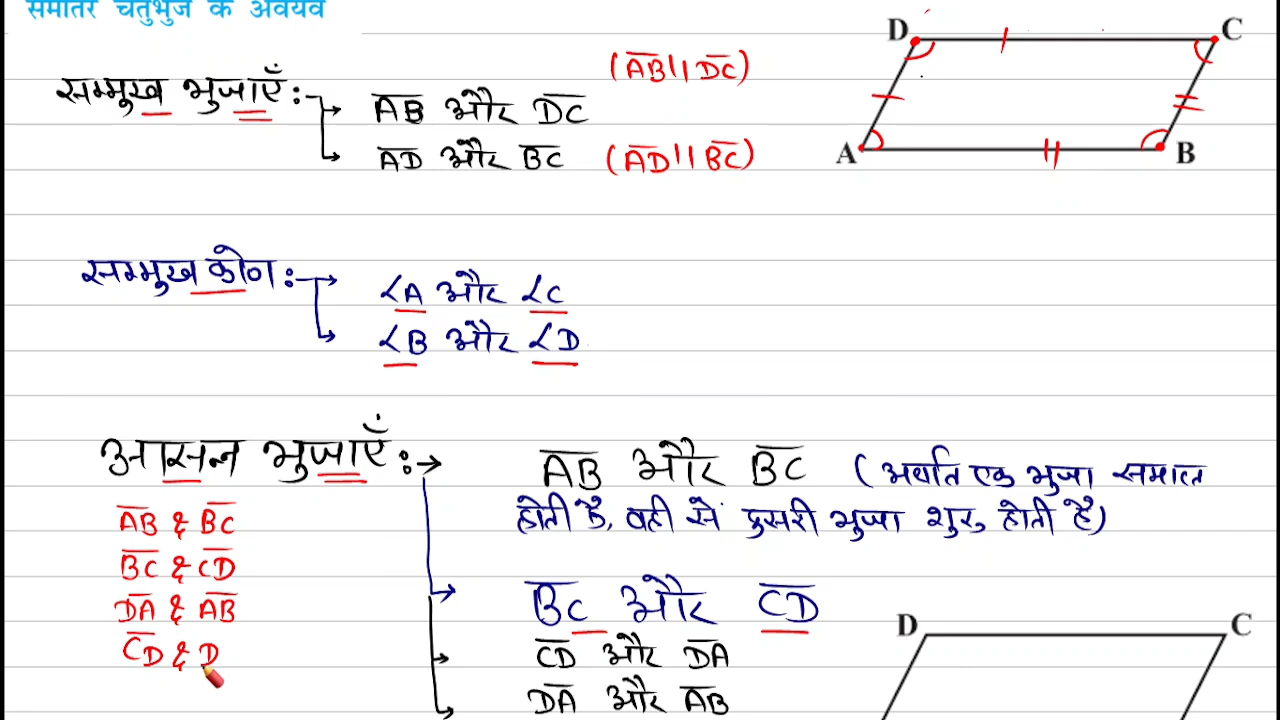 समांतर चतुर्भुज के अवयव
सम्मुख भुजाएँ :→ AB और DC (AB || DC)
AD और BC (AD || BC)
D C
A B
सम्मुख कोण :→ ∠A और ∠C
∠B और ∠D
आसन्न भुजाएँ :→ AB और BC (अर्थात एक भुजा समाप्त
होती है, वही से दुसरी भुजा शुरू होती है)
BC और CD
CD और DA
DA और AB
AB & BC
BC & CD
DA & AB
CD & D
D C